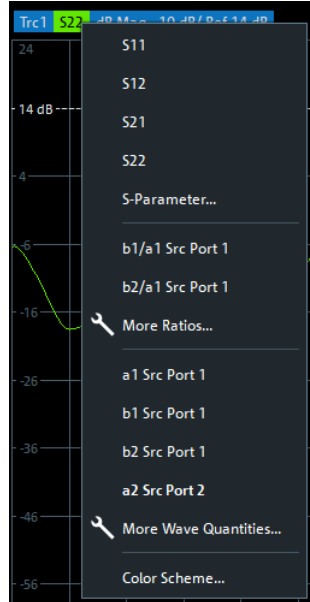 Trc1 S22 dB Mag 10 dB/ Ref 14 dB
24
S11
S12
14 dB
S21
S22
-4
S-Parameter...
-6
b1/a1 Src Port 1
b2/a1 Src Port 1
-16
More Ratios...
a1 Src Port 1
-26
b1 Src Port 1
-36
b2 Src Port 1
a2 Src Port 2
-46
More Wave Quantities...
Color Scheme...
-56